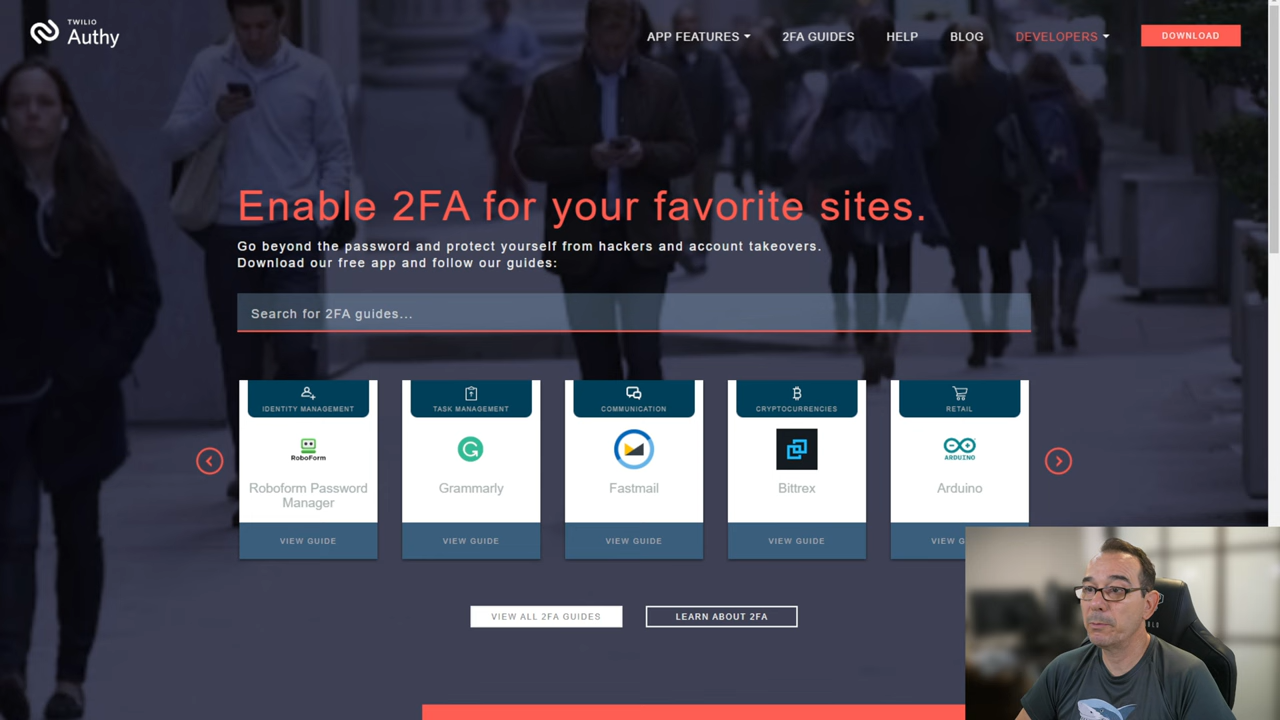 TWILIO
Authy
APP FEATURES
2FA GUIDES
HELP
BLOG
DEVELOPERS
DOWNLOAD
Enable 2FA for your favorite sites.
Go beyond the password and protect yourself from hackers and account takeovers.
Download our free app and follow our guides:
Search for 2FA guides...
IDENTITY MANAGEMENT
RoboForm
Roboform Password
Manager
VIEW GUIDE
TASK MANAGEMENT
Grammarly
VIEW GUIDE
COMMUNICATION
Fastmail
VIEW GUIDE
CRYPTOCURRENCIES
Bittrex
VIEW GUIDE
RETAIL
ARDUINO
Arduino
VIEW G
VIEW ALL 2FA GUIDES
LEARN ABOUT 2FA